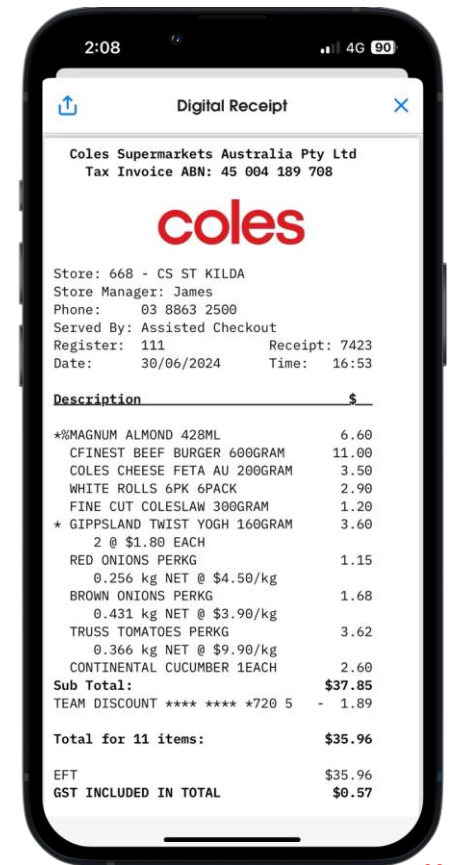 2:08 4G 90
Digital Receipt
Coles Supermarkets Australia Pty Ltd
Tax Invoice ABN: 45 004 189 708
coles
Store: 668 - CS ST KILDA
Store Manager: James
Phone: 03 8863 2500
Served By: Assisted Checkout
Register: 111 Receipt: 7423
Date: 30/06/2024 Time: 16:53
Description $
*%MAGNUM ALMOND 428ML 6.60
CFINEST BEEF BURGER 600GRAM 11.00
COLES CHEESE FETA AU 200GRAM 3.50
WHITE ROLLS 6PK 6PACK 2.90
FINE CUT COLESLAW 300GRAM 1.20
* GIPPSLAND TWIST YOGH 160GRAM 3.60
2 @ $1.80 EACH
RED ONIONS PERKG 1.15
0.256 kg NET @ $4.50/kg
BROWN ONIONS PERKG 1.68
0.431 kg NET @ $3.90/kg
TRUSS TOMATOES PERKG 3.62
0.366 kg NET @ $9.90/kg
CONTINENTAL CUCUMBER 1EACH 2.60
Sub Total: $37.85
TEAM DISCOUNT **** **** *720 5 - 1.89
Total for 11 items: $35.96
EFT $35.96
GST INCLUDED IN TOTAL $0.57